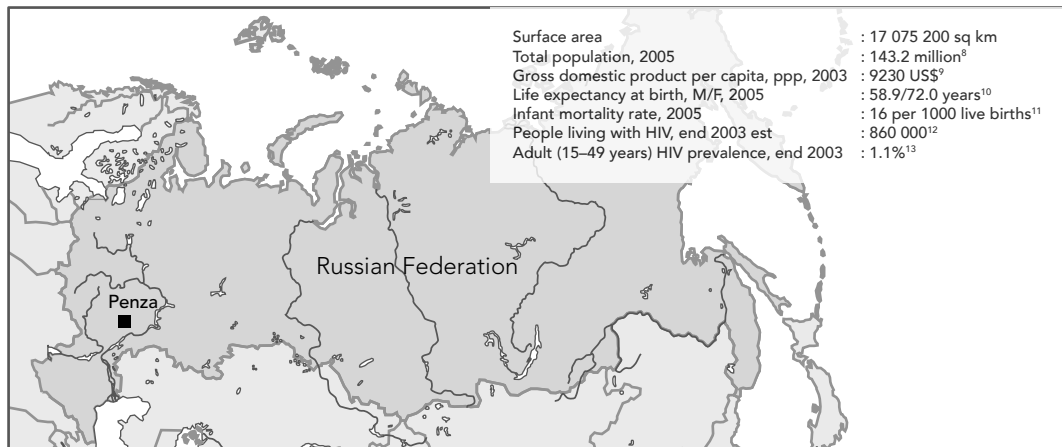 Surface area : 17 075 200 sq km
Total population, 2005 : 143.2 million⁸
Gross domestic product per capita, ppp, 2003 : 9230 US$⁹
Life expectancy at birth, M/F, 2005 : 58.9/72.0 years¹⁰
Infant mortality rate, 2005 : 16 per 1000 live births¹¹
People living with HIV, end 2003 est : 860 000¹²
Adult (15–49 years) HIV prevalence, end 2003 : 1.1%¹³
Russian Federation
Penza